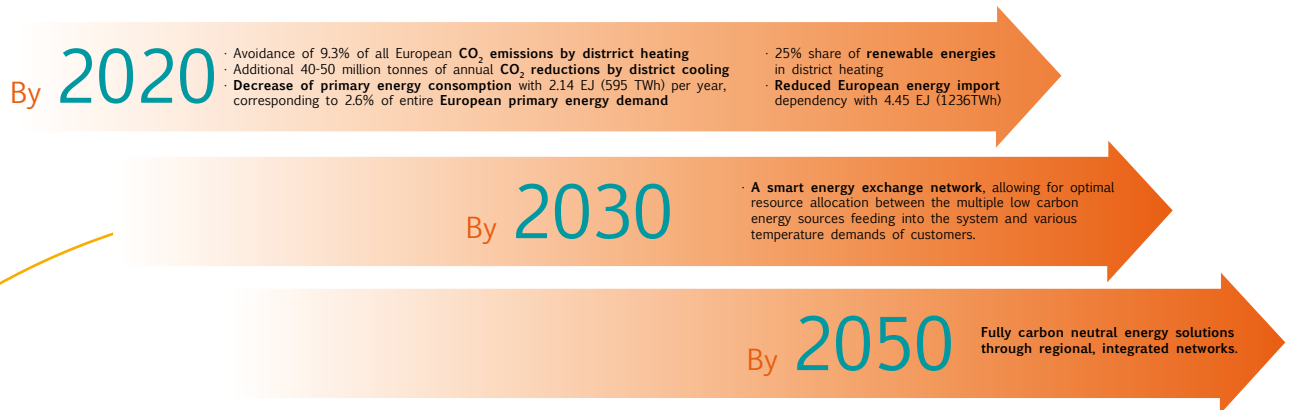 By 2020
· Avoidance of 9.3% of all European CO2 emissions by distrrict heating
· Additional 40-50 million tonnes of annual CO2 reductions by district cooling
· Decrease of primary energy consomption with 2.14 EJ (595 TWh) per year,
corresponding to 2.6% of entire European primary energy demand
· 25% share of renewable energies
in district heating
· Reduced European energy import
dependency with 4.45 EJ (1236TWh)
By 2030
· A smart energy exchange network, allowing for optimal
resource allocation between the multiple low carbon
energy sources feeding into the system and various
temperature demands of customers.
By 2050
Fully carbon neutral energy solutions
through regional, integrated networks.